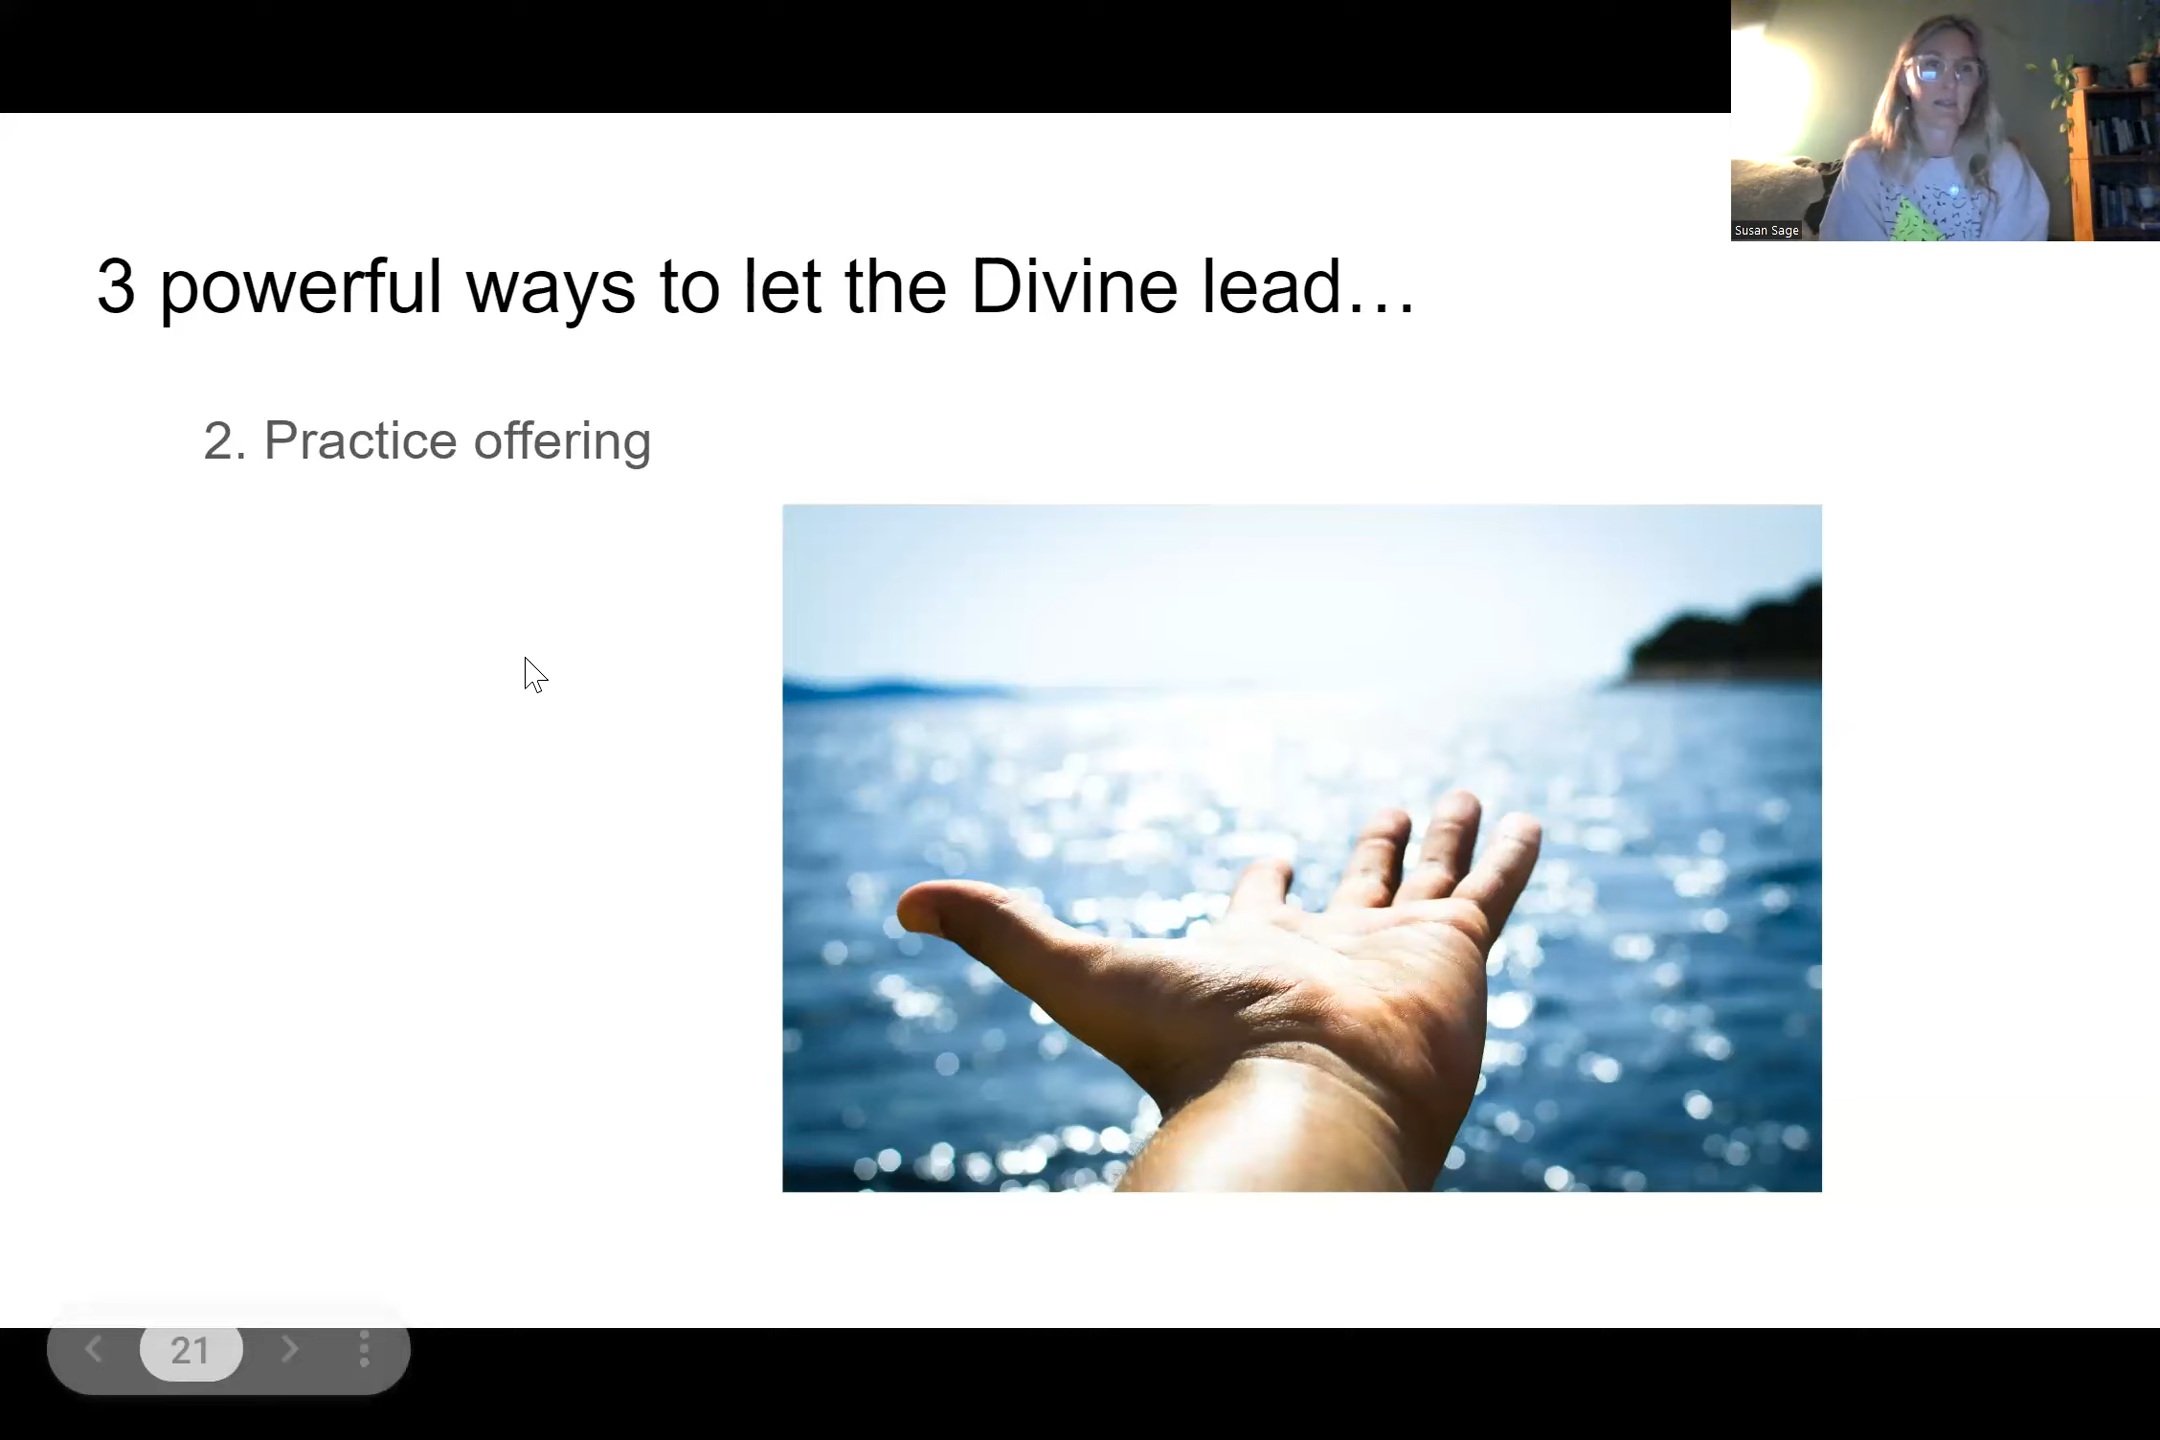 Susan Sage
3 powerful ways to let the Divine lead…
2. Practice offering
21